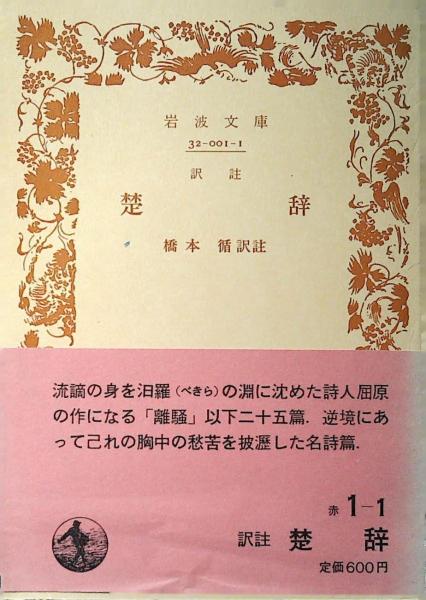 岩波文庫
32-001-1
訳註
楚辞
橋本循訳註
流謫の身を汨羅（べきら）の淵に沈めた詩人屈原
の作になる「離騒」以下二十五篇．逆境にあ
って己れの胸中の愁苦を披瀝した名詩篇．
赤 1-1
訳註 楚辞
定価600円